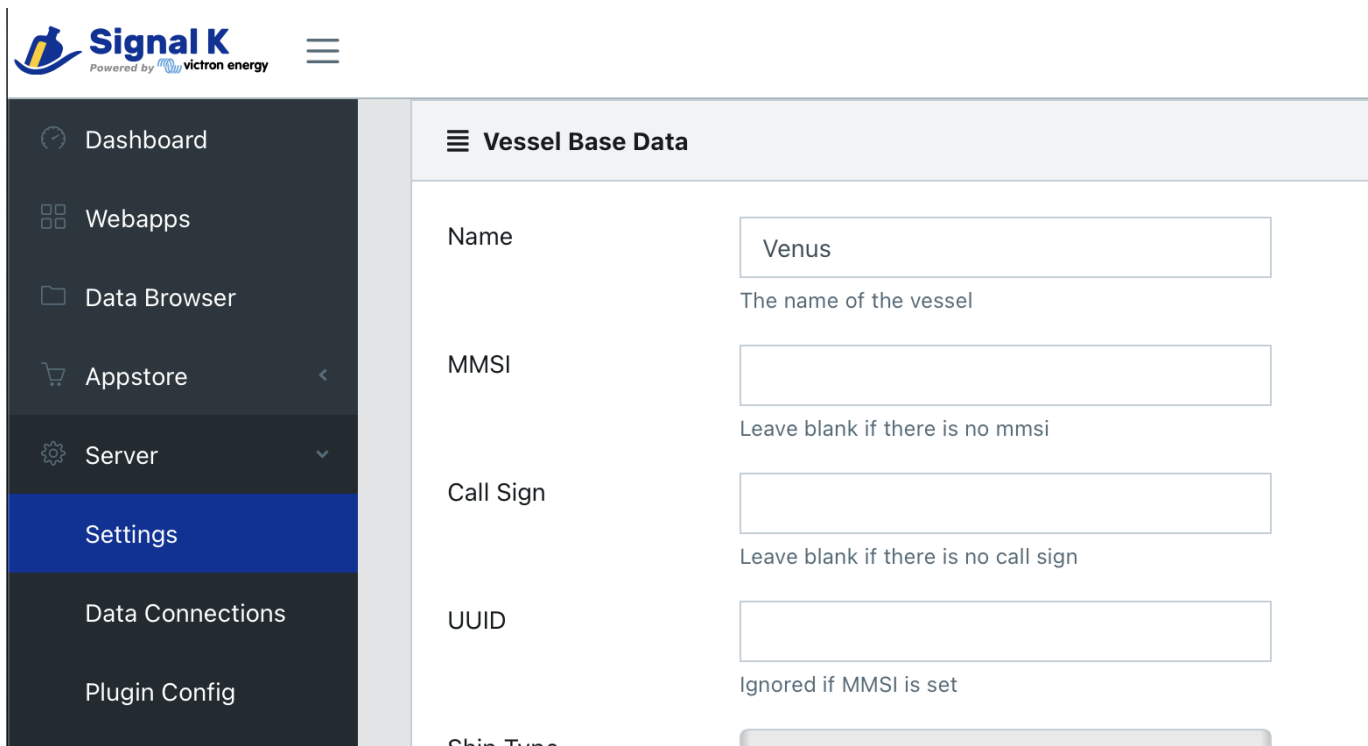 Signal K
Powered by victron energy
Dashboard
Webapps
Data Browser
Appstore
Server
Settings
Data Connections
Plugin Config
Vessel Base Data
Name
Venus
The name of the vessel
MMSI
Leave blank if there is no mmsi
Call Sign
Leave blank if there is no call sign
UUID
Ignored if MMSI is set
Ship Type